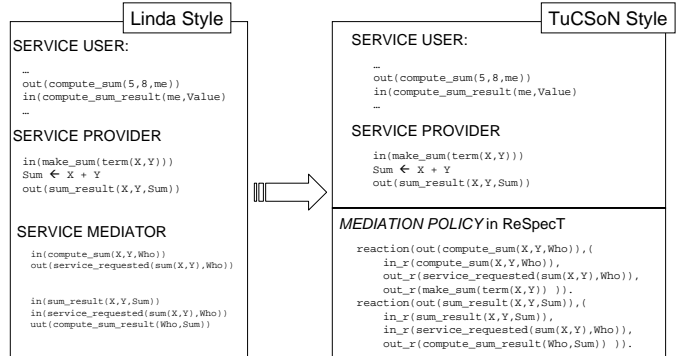 Linda Style
SERVICE USER:
…
out(compute_sum(5,8,me))
in(compute_sum_result(me,Value)
…
SERVICE PROVIDER
in(make_sum(term(X,Y)))
Sum ← X + Y
out(sum_result(X,Y,Sum))
SERVICE MEDIATOR
in(compute_sum(X,Y,Who))
out(service_requested(sum(X,Y),Who))
in(sum_result(X,Y,Sum))
in(service_requested(sum(X,Y),Who))
uut(compute_sum_result(Who,Sum))
TuCSoN Style
SERVICE USER:
…
out(compute_sum(5,8,me))
in(compute_sum_result(me,Value)
…
SERVICE PROVIDER
in(make_sum(term(X,Y)))
Sum ← X + Y
out(sum_result(X,Y,Sum))
MEDIATION POLICY in ReSpecT
reaction(out(compute_sum(X,Y,Who)),(
in_r(compute_sum(X,Y,Who)),
out_r(service_requested(sum(X,Y),Who)),
out_r(make_sum(term(X,Y)) )).
reaction(out(sum_result(X,Y,Sum)),(
in_r(sum_result(X,Y,Sum)),
in_r(service_requested(sum(X,Y),Who)),
out_r(compute_sum_result(Who,Sum)) )).